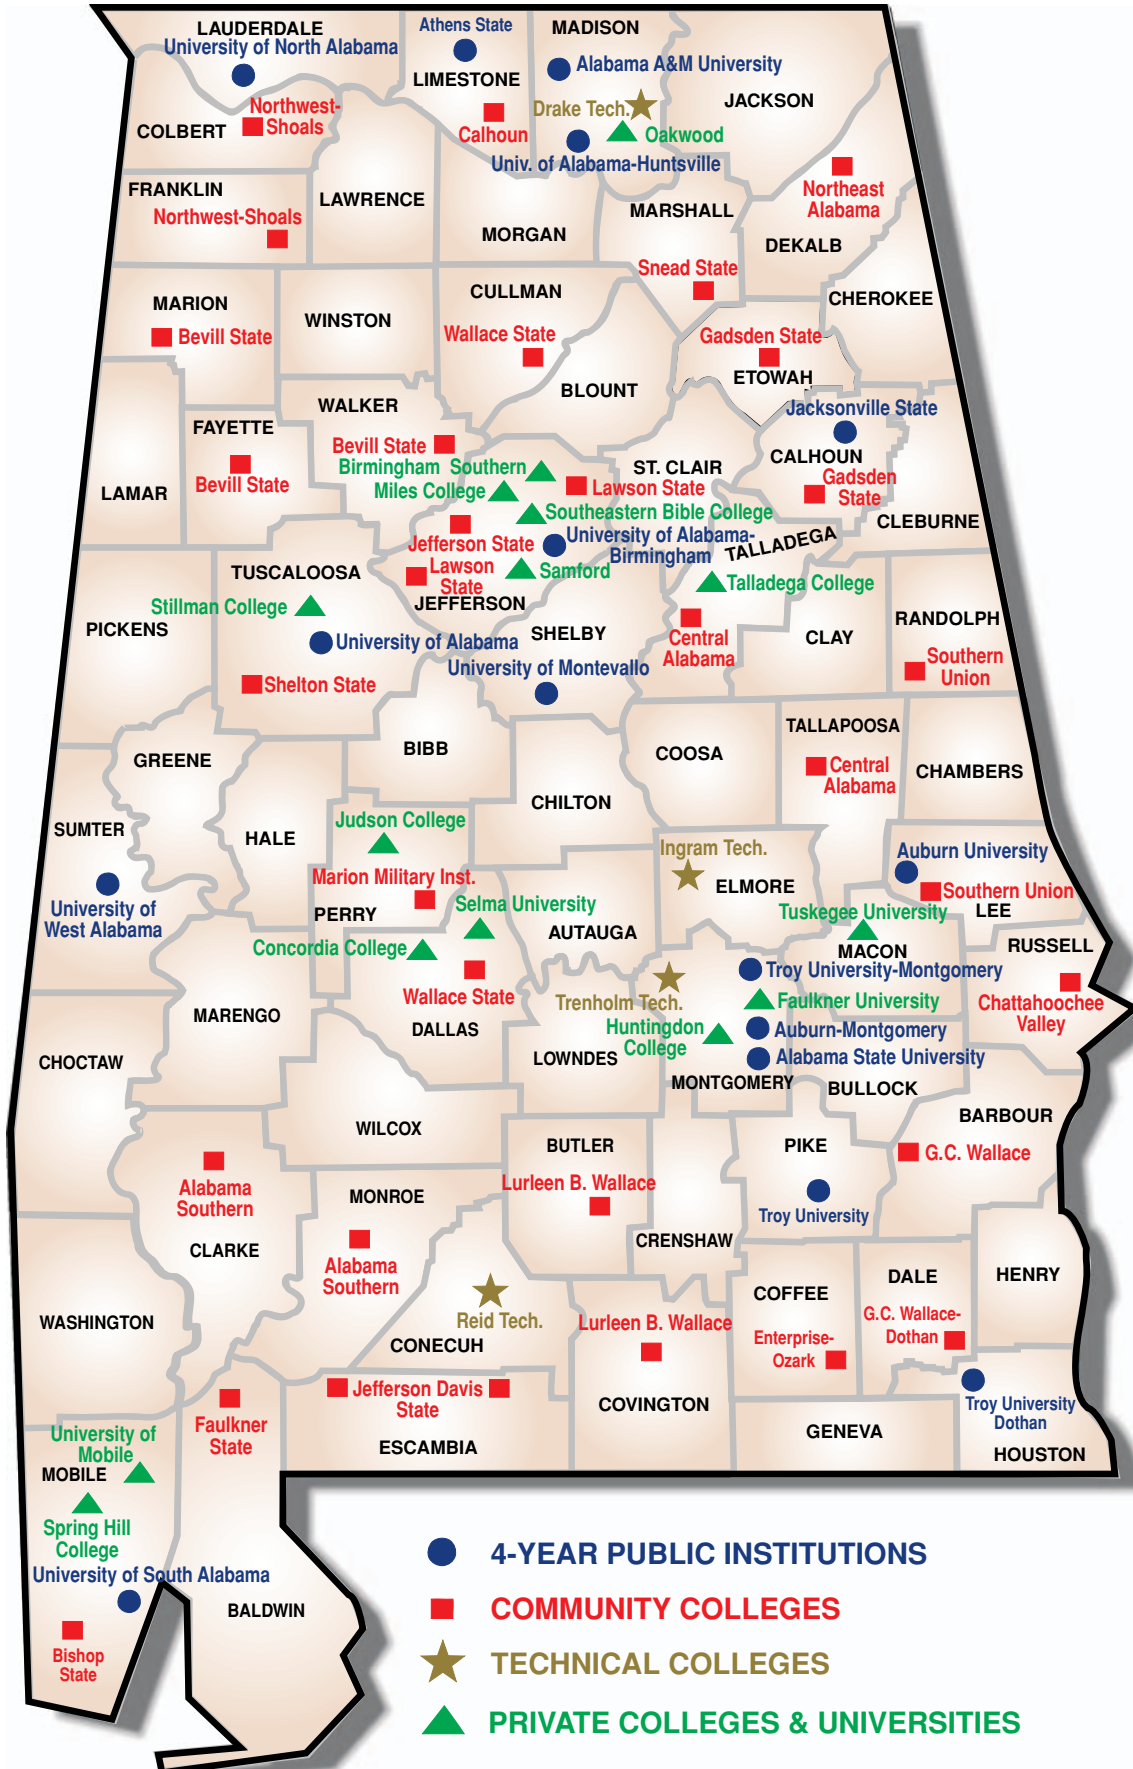 LAUDERDALE
University of North Alabama
Athens State
LIMESTONE
MADISON
Alabama A&M University
Drake Tech.
Oakwood
Univ. of Alabama-Huntsville
JACKSON
Northwest-
Shoals
COLBERT
Calhoun
FRANKLIN
Northwest-Shoals
LAWRENCE
MORGAN
MARSHALL
Northeast
Alabama
DEKALB
Snead State
CHEROKEE
MARION
Bevill State
WINSTON
CULLMAN
Wallace State
BLOUNT
Gadsden State
ETOWAH
WALKER
Bevill State
FAYETTE
Bevill State
LAMAR
Jacksonville State
CALHOUN
Gadsden
State
CLEBURNE
ST. CLAIR
Birmingham Southern
Miles College
Lawson State
Southeastern Bible College
Jefferson State
University of Alabama-
Birmingham
Lawson
State
Samford
JEFFERSON
TALLADEGA
Talladega College
Central
Alabama
TUSCALOOSA
Stillman College
University of Alabama
Shelton State
PICKENS
SHELBY
University of Montevallo
CLAY
RANDOLPH
Southern
Union
BIBB
COOSA
TALLAPOOSA
Central
Alabama
CHAMBERS
GREENE
CHILTON
SUMTER
HALE
Judson College
Marion Military Inst.
PERRY
University of
West Alabama
Ingram Tech.
ELMORE
Auburn University
Southern Union
LEE
Selma University
Concordia College
Wallace State
DALLAS
AUTAUGA
Tuskegee University
MACON
RUSSELL
Chattahoochee
Valley
Troy University-Montgomery
Trenholm Tech.
Faulkner University
Huntingdon
College
Auburn-Montgomery
Alabama State University
MONTGOMERY
MARENGO
CHOCTAW
LOWNDES
BULLOCK
BARBOUR
WILCOX
BUTLER
Lurleen B. Wallace
PIKE
Troy University
G.C. Wallace
Alabama
Southern
CLARKE
MONROE
Alabama
Southern
CRENSHAW
WASHINGTON
Reid Tech.
CONECUH
Lurleen B. Wallace
COVINGTON
COFFEE
Enterprise-
Ozark
DALE
G.C. Wallace-
Dothan
HENRY
Jefferson Davis
State
ESCAMBIA
GENEVA
Troy University
Dothan
HOUSTON
Faulkner
State
University of
Mobile
MOBILE
Spring Hill
College
University of South Alabama
Bishop
State
BALDWIN
4-YEAR PUBLIC INSTITUTIONS
COMMUNITY COLLEGES
TECHNICAL COLLEGES
PRIVATE COLLEGES & UNIVERSITIES